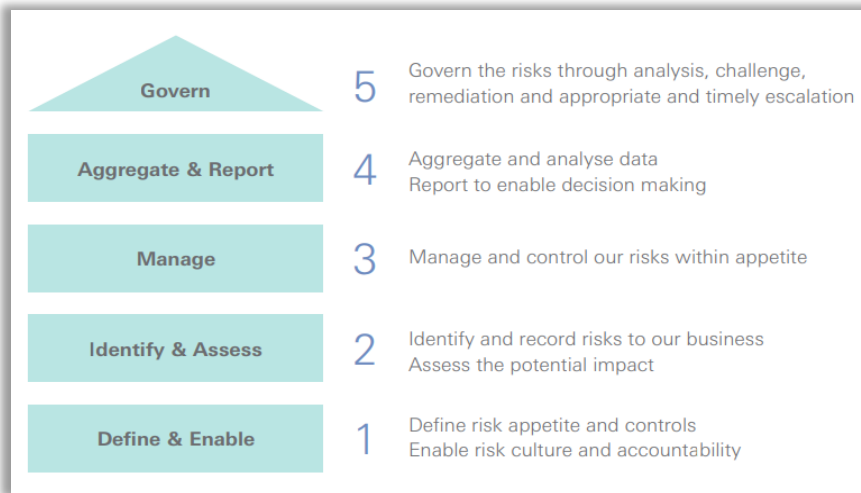 Govern
5
Govern the risks through analysis, challenge,
remediation and appropriate and timely escalation
Aggregate & Report
4
Aggregate and analyse data
Report to enable decision making
Manage
3
Manage and control our risks within appetite
Identify & Assess
2
Identify and record risks to our business
Assess the potential impact
Define & Enable
1
Define risk appetite and controls
Enable risk culture and accountability